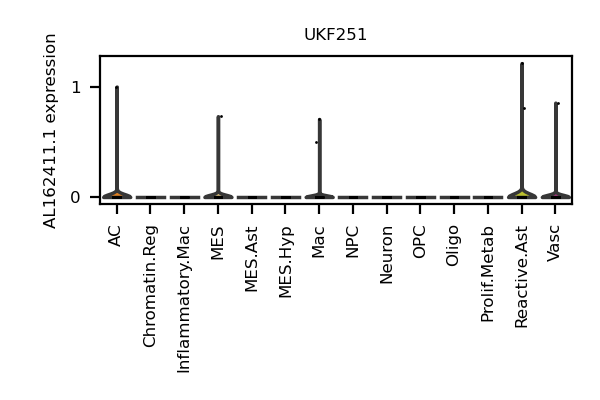 UKF251
AL162411.1 expression
1
0
AC
Chromatin.Reg
Inflammatory.Mac
MES
MES.Ast
MES.Hyp
Mac
NPC
Neuron
OPC
Oligo
Prolif.Metab
Reactive.Ast
Vasc